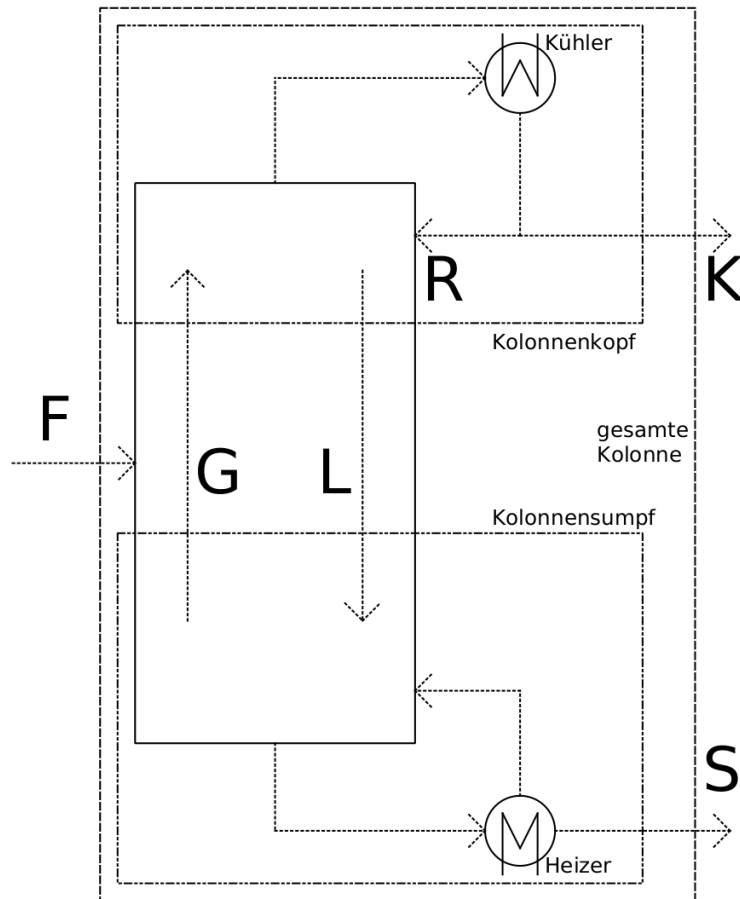 Kühler
R
K
Kolonnenkopf
F
gesamte
Kolonne
G
L
Kolonnensumpf
S
Heizer